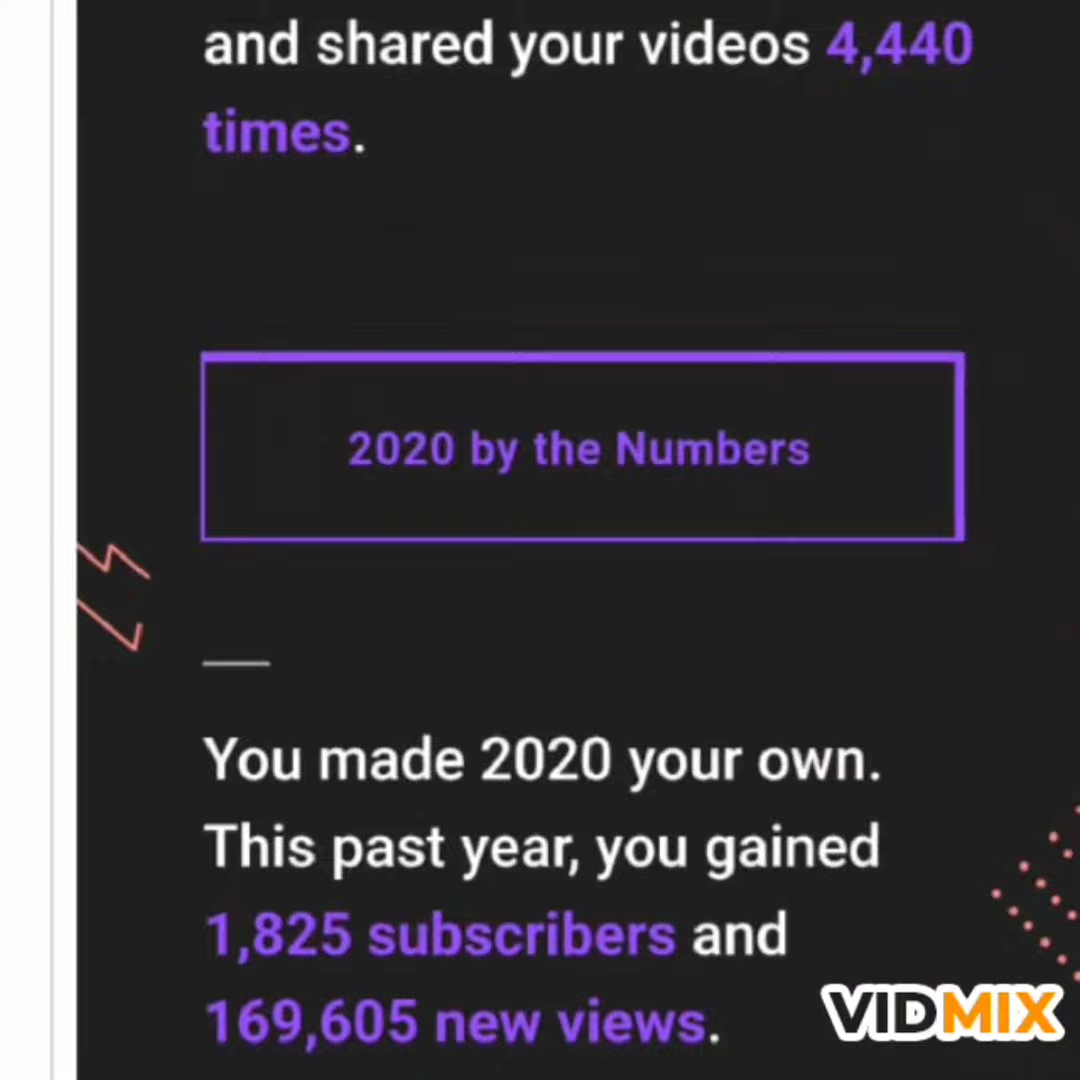 and shared your videos 4,440
times.
2020 by the Numbers
You made 2020 your own.
This past year, you gained
1,825 subscribers and
169,605 new views.
VIDMIX